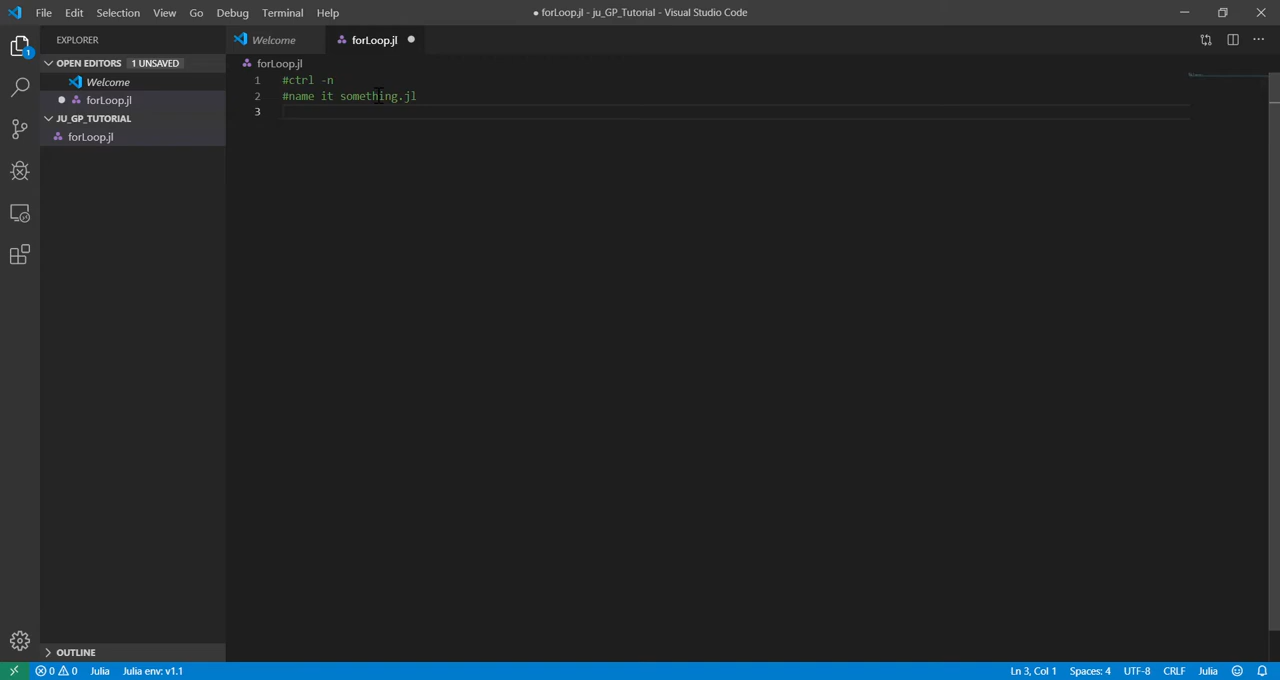 File Edit Selection View Go Debug Terminal Help
● forLoop.jl - ju_GP_Tutorial - Visual Studio Code
EXPLORER
Welcome
forLoop.jl
1
OPEN EDITORS 1 UNSAVED
forLoop.jl
Welcome
1 #ctrl -n
forLoop.jl
2 #name it something.jl
JU_GP_TUTORIAL
3
forLoop.jl
OUTLINE
0 0 Julia Julia env: v1.1
Ln 3, Col 1 Spaces: 4 UTF-8 CRLF Julia